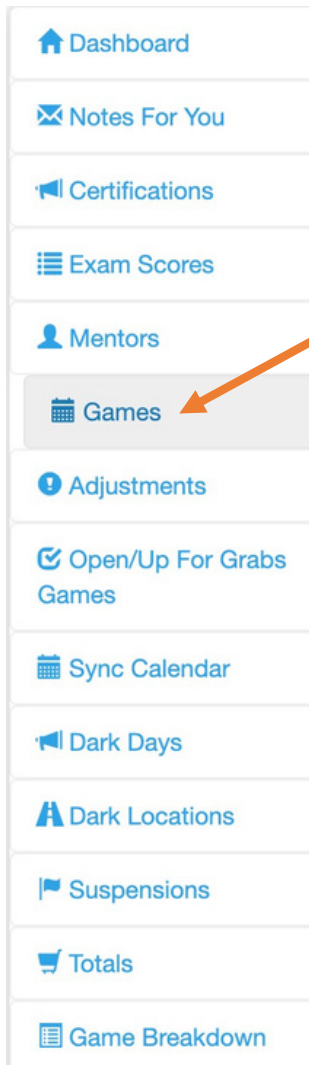 Dashboard
Notes For You
Certifications
Exam Scores
Mentors
Games
Adjustments
Open/Up For Grabs
Games
Sync Calendar
Dark Days
Dark Locations
Suspensions
Totals
Game Breakdown